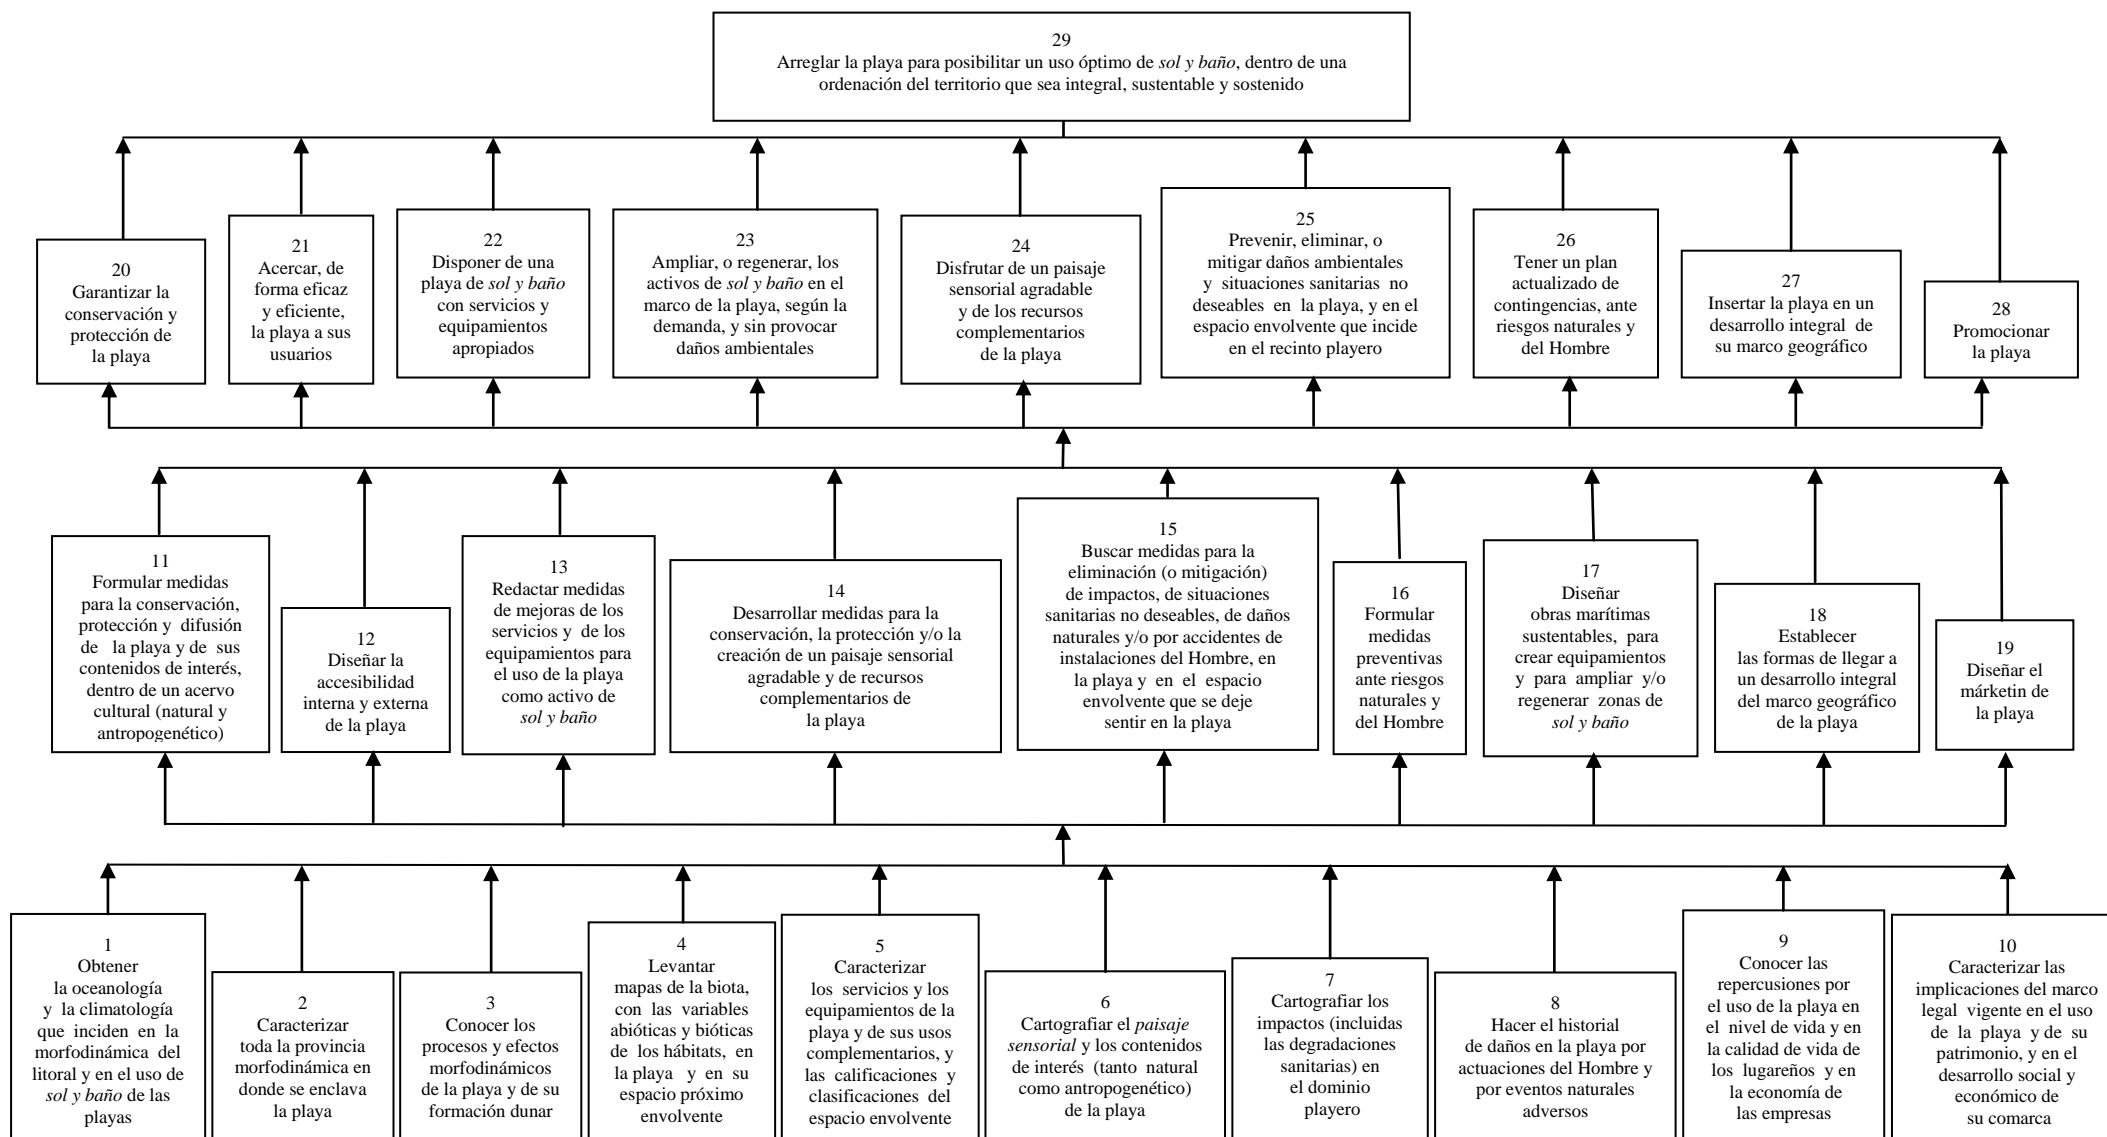 29
Arreglar la playa para posibilitar un uso óptimo de sol y baño, dentro de una
ordenación del territorio que sea integral, sustentable y sostenido
20
Garantizar la
conservación y
protección de
la playa
21
Acercar, de
forma eficaz
y eficiente,
la playa a sus
usuarios
22
Disponer de una
playa de sol y baño
con servicios y
equipamientos
apropiados
23
Ampliar, o regenerar, los
activos de sol y baño en el
marco de la playa, según la
demanda, y sin provocar
daños ambientales
24
Disfrutar de un paisaje
sensorial agradable
y de los recursos
complementarios
de la playa
25
Prevenir, eliminar, o
mitigar daños ambientales
y situaciones sanitarias no
deseables en la playa, y en el
espacio envolvente que incide
en el recinto playero
26
Tener un plan
actualizado de
contingencias, ante
riesgos naturales y
del Hombre
27
Insertar la playa en un
desarrollo integral de
su marco geográfico
28
Promocionar
la playa
11
Formular medidas
para la conservación,
protección y difusión
de la playa y de sus
contenidos de interés,
dentro de un acervo
cultural (natural y
antropogenético)
12
Diseñar la
accesibilidad
interna y externa
de la playa
13
Redactar medidas
de mejoras de los
servicios y de los
equipamientos para
el uso de la playa
como activo de
sol y baño
14
Desarrollar medidas para la
conservación, la protección y/o la
creación de un paisaje sensorial
agradable y de recursos
complementarios de
la playa
15
Buscar medidas para la
eliminación (o mitigación)
de impactos, de situaciones
sanitarias no deseables, de daños
naturales y/o por accidentes de
instalaciones del Hombre, en
la playa y en el espacio
envolvente que se deje
sentir en la playa
16
Formular
medidas
preventivas
ante riesgos
naturales y
del Hombre
17
Diseñar
obras marítimas
sustentables, para
crear equipamientos
y para ampliar y/o
regenerar zonas de
sol y baño
18
Establecer
las formas de llegar a
un desarrollo integral
del marco geográfico
de la playa
19
Diseñar el
márketin de
la playa
1
Obtener
la oceanología
y la climatología
que inciden en la
morfodinámica del
litoral y en el uso de
sol y baño de las
playas
2
Caracterizar
toda la provincia
morfodinámica en
donde se enclava
la playa
3
Conocer los
procesos y efectos
morfodinámicos
de la playa y de su
formación dunar
4
Levantar
mapas de la biota,
con las variables
abióticas y bióticas
de los hábitats, en
la playa y en su
espacio próximo
envolvente
5
Caracterizar
los servicios y los
equipamientos de la
playa y de sus usos
complementarios, y
las calificaciones y
clasificaciones del
espacio envolvente
6
Cartografiar el paisaje
sensorial y los contenidos
de interés (tanto natural
como antropogenético)
de la playa
7
Cartografiar los
impactos (incluidas
las degradaciones
sanitarias) en
el dominio
playero
8
Hacer el historial
de daños en la playa por
actuaciones del Hombre y
por eventos naturales
adversos
9
Conocer las
repercusiones por
el uso de la playa en
el nivel de vida y en
la calidad de vida de
los lugareños y en
la economía de
las empresas
10
Caracterizar las
implicaciones del marco
legal vigente en el uso
de la playa y de su
patrimonio, y en el
desarrollo social y
económico de
su comarca